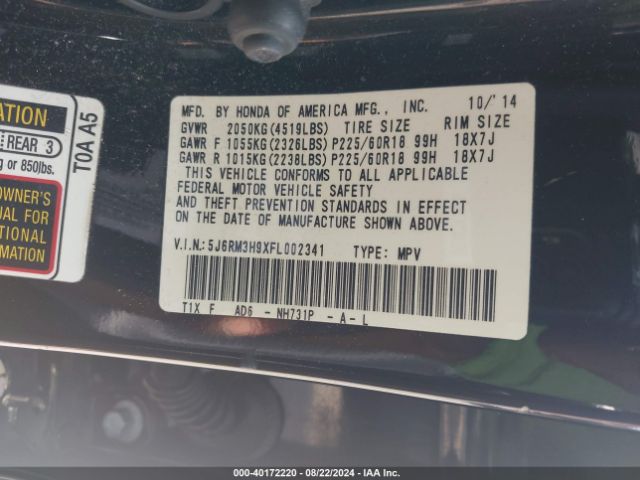 ATION
REAR 3
g or 850lbs.
OWNER'S
UAL FOR
TIONAL
RMATION
T0A A5
MFD. BY HONDA OF AMERICA MFG., INC. 10/'14
GVWR 2050KG(4519LBS) TIRE SIZE RIM SIZE
GAWR F 1055KG(2326LBS) P225/60R18 99H 18X7J
GAWR R 1015KG(2238LBS) P225/60R18 99H 18X7J
THIS VEHICLE CONFORMS TO ALL APPLICABLE
FEDERAL MOTOR VEHICLE SAFETY
AND THEFT PREVENTION STANDARDS IN EFFECT
ON THE DATE OF MANUFACTURE SHOWN ABOVE.
V.I.N.: 5J6RM3H9XFL002341 TYPE: MPV
T1X F AD6 - NH731P - A - L
000-40172220 - 08/22/2024 - IAA Inc.